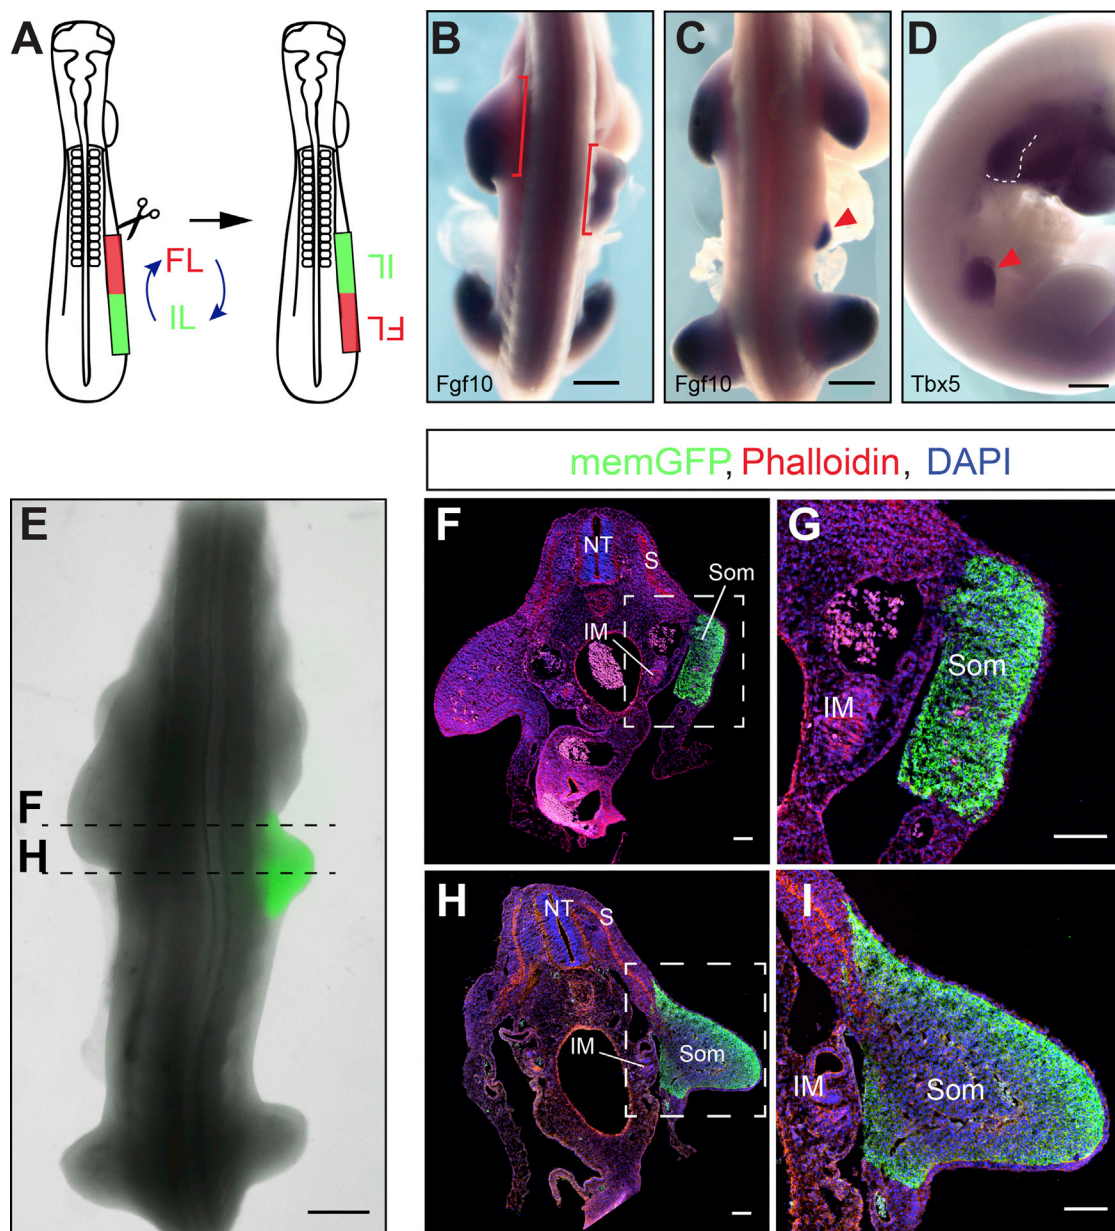 A
FL
IL
IL
FL
B
Fgf10
C
Fgf10
D
Tbx5
memGFP, Phalloidin, DAPI
E
F
H
F
NT
S
Som
IM
G
IM
Som
H
NT
S
IM
Som
I
IM
Som